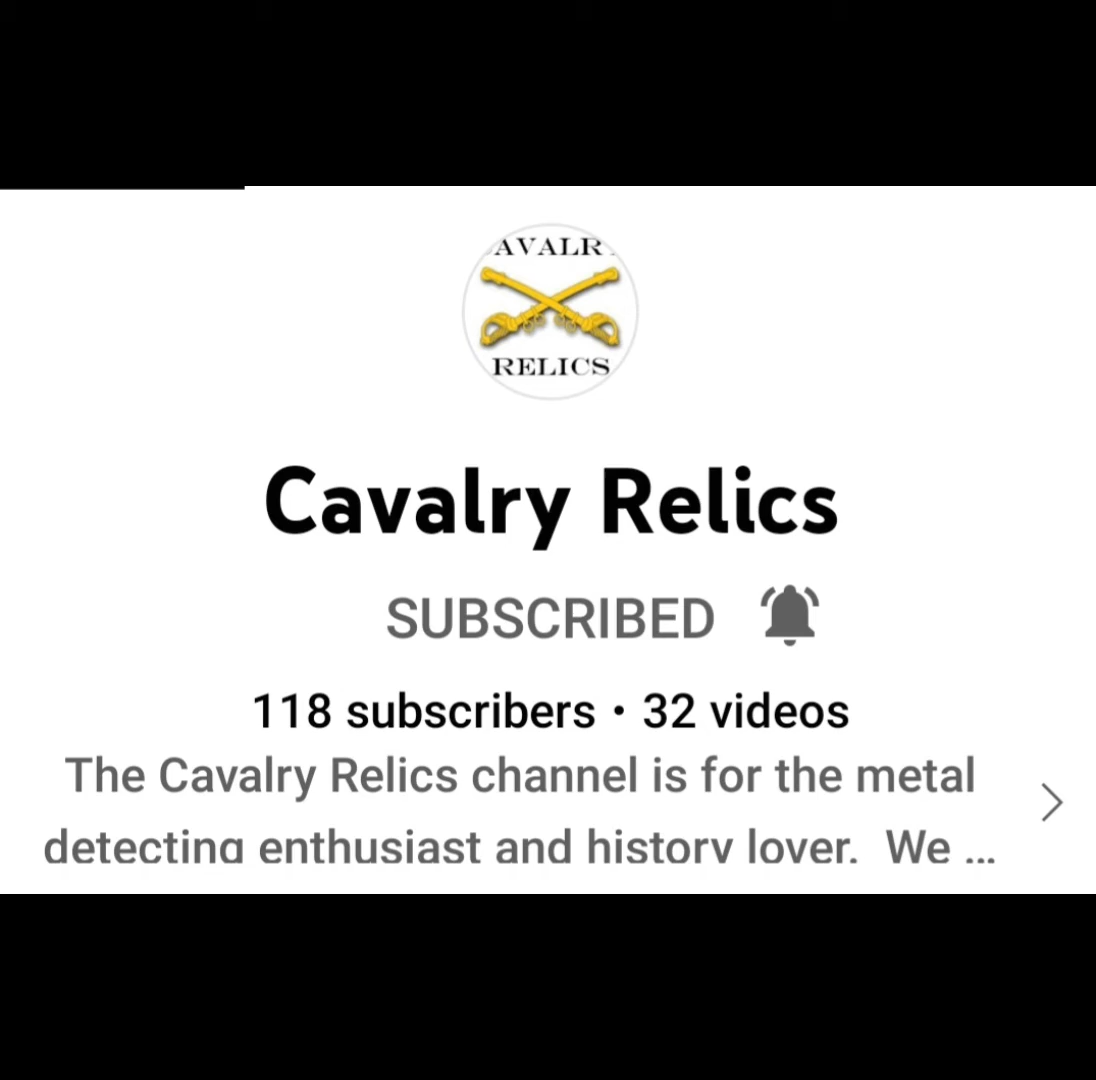 AVALR
RELICS
Cavalry Relics
SUBSCRIBED
118 subscribers • 32 videos
The Cavalry Relics channel is for the metal
detecting enthusiast and history lover.  We ...